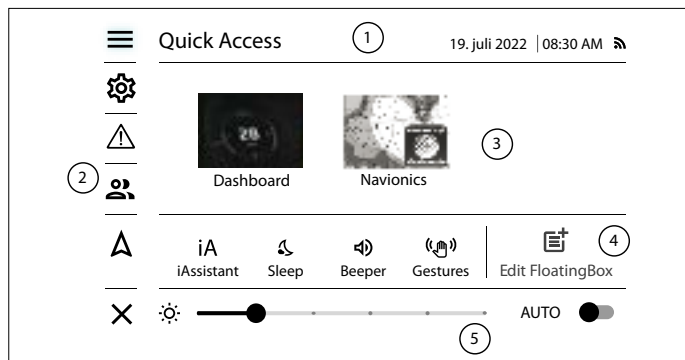 Quick Access 1 19. juli 2022 | 08:30 AM
28
Dashboard Navionics 3
2
iA
iAssistant Sleep Beeper Gestures Edit FloatingBox 4
AUTO
5